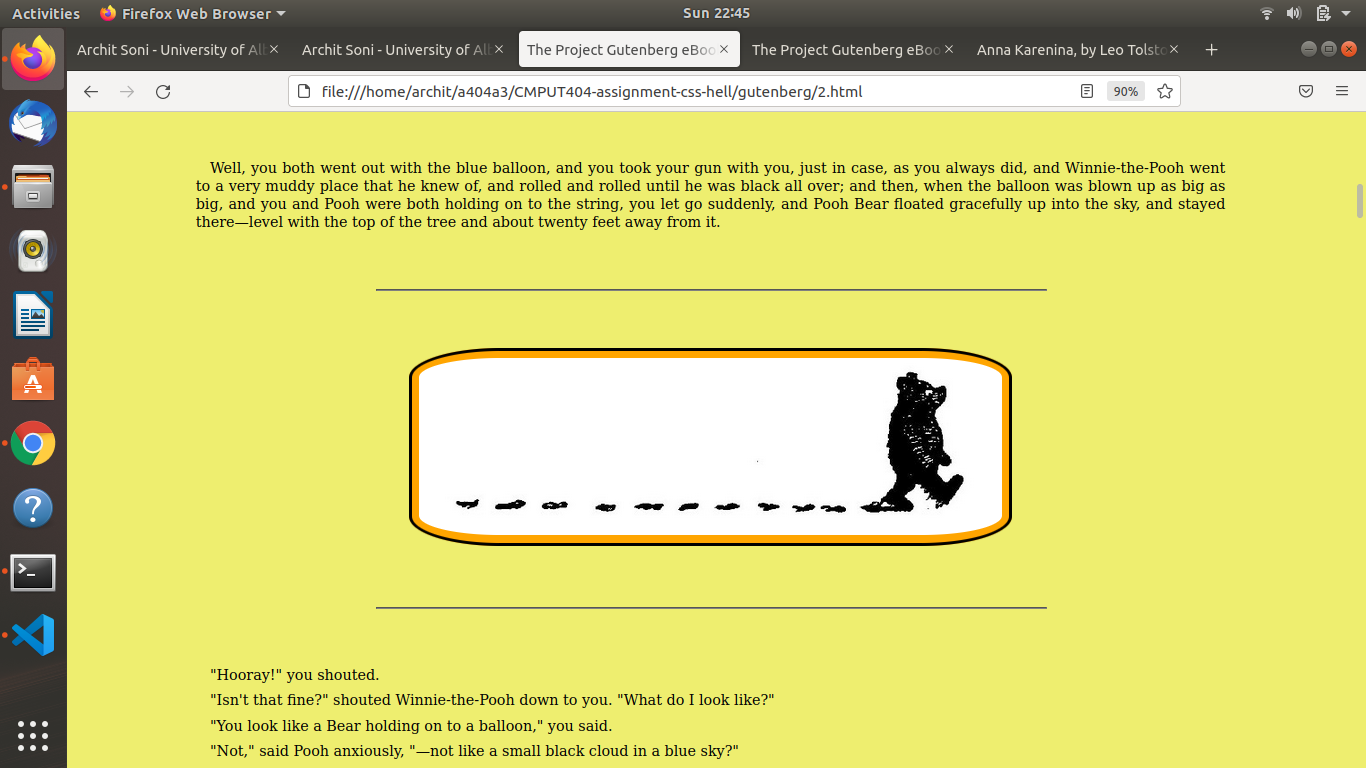 Activities Firefox Web Browser Sun 22:45
Archit Soni - University of Alb Archit Soni - University of Alb The Project Gutenberg eBoo The Project Gutenberg eBoo Anna Karenina, by Leo Tolsto
file:///home/archit/a404a3/CMPUT404-assignment-css-hell/gutenberg/2.html 90%
Well, you both went out with the blue balloon, and you took your gun with you, just in case, as you always did, and Winnie-the-Pooh went
to a very muddy place that he knew of, and rolled and rolled until he was black all over; and then, when the balloon was blown up as big as
big, and you and Pooh were both holding on to the string, you let go suddenly, and Pooh Bear floated gracefully up into the sky, and stayed
there—level with the top of the tree and about twenty feet away from it.
"Hooray!" you shouted.
"Isn't that fine?" shouted Winnie-the-Pooh down to you. "What do I look like?"
"You look like a Bear holding on to a balloon," you said.
"Not," said Pooh anxiously, "—not like a small black cloud in a blue sky?"